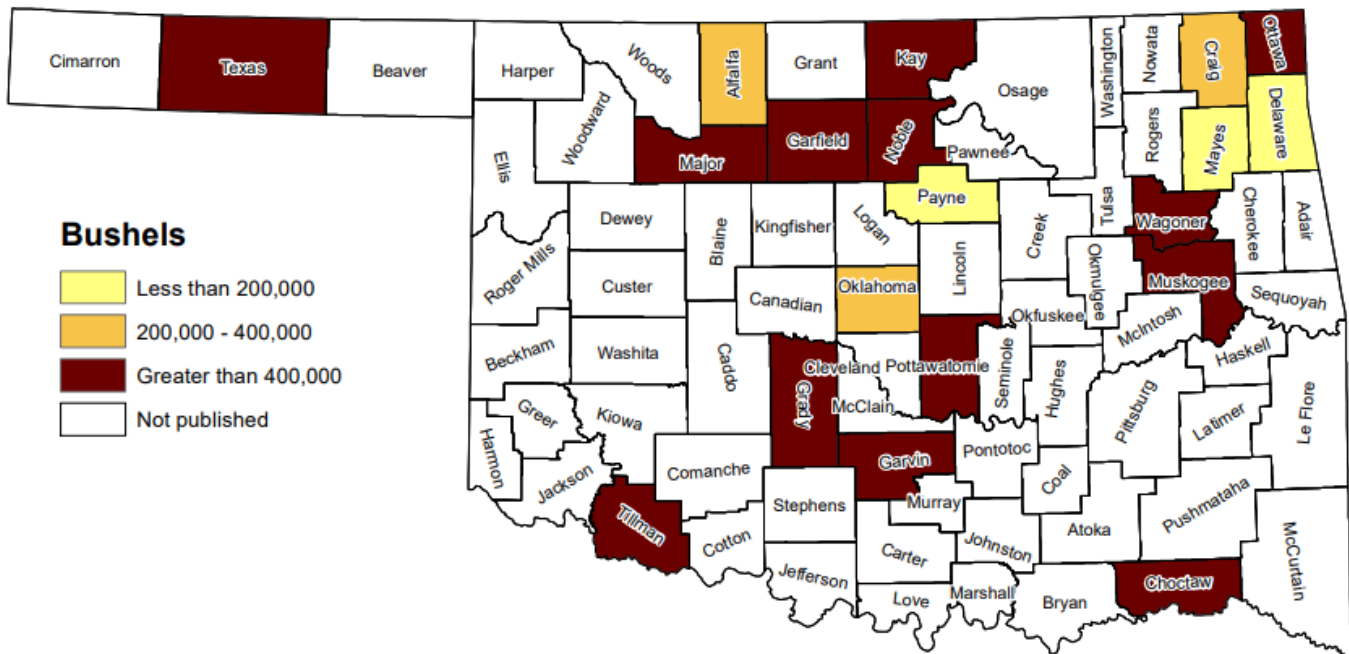 Cimarron
Texas
Beaver
Harper
Woods
Alfalfa
Grant
Kay
Osage
Washington
Nowata
Craig
Ottawa
Ellis
Woodward
Major
Garfield
Noble
Pawnee
Rogers
Mayes
Delaware
Dewey
Blaine
Kingfisher
Logan
Payne
Creek
Tulsa
Wagoner
Cherokee
Adair
Roger Mills
Custer
Canadian
Oklahoma
Lincoln
Okmulgee
Muskogee
Sequoyah
Beckham
Washita
Caddo
Grady
Cleveland
McClain
Pottawatomie
Seminole
Okfuskee
Hughes
McIntosh
Haskell
Pittsburg
Latimer
Le Flore
Harmon
Greer
Kiowa
Jackson
Comanche
Garvin
Pontotoc
Coal
Tillman
Cotton
Stephens
Murray
Johnston
Atoka
Pushmataha
McCurtain
Jefferson
Carter
Love
Marshall
Bryan
Choctaw
Bushels
Less than 200,000
200,000 - 400,000
Greater than 400,000
Not published